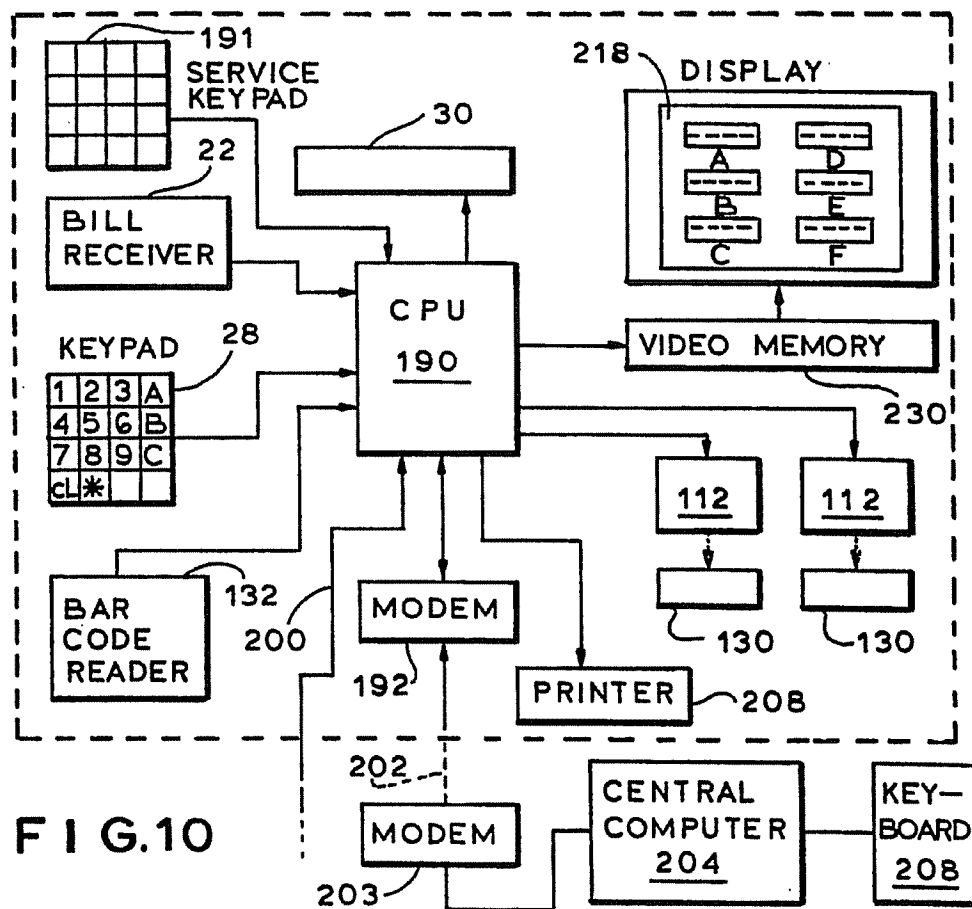 191
SERVICE
KEYPAD
22
BILL
RECEIVER
30
218
DISPLAY
A
D
B
E
C
F
CPU
190
VIDEO MEMORY
230
KEYPAD
28
1 2 3 A
4 5 6 B
7 8 9 C
CL *
112
112
132
BAR
CODE
READER
200
MODEM
192
130
130
PRINTER
208
202
MODEM
203
CENTRAL
COMPUTER
204
KEY-
BOARD
208
FIG.10